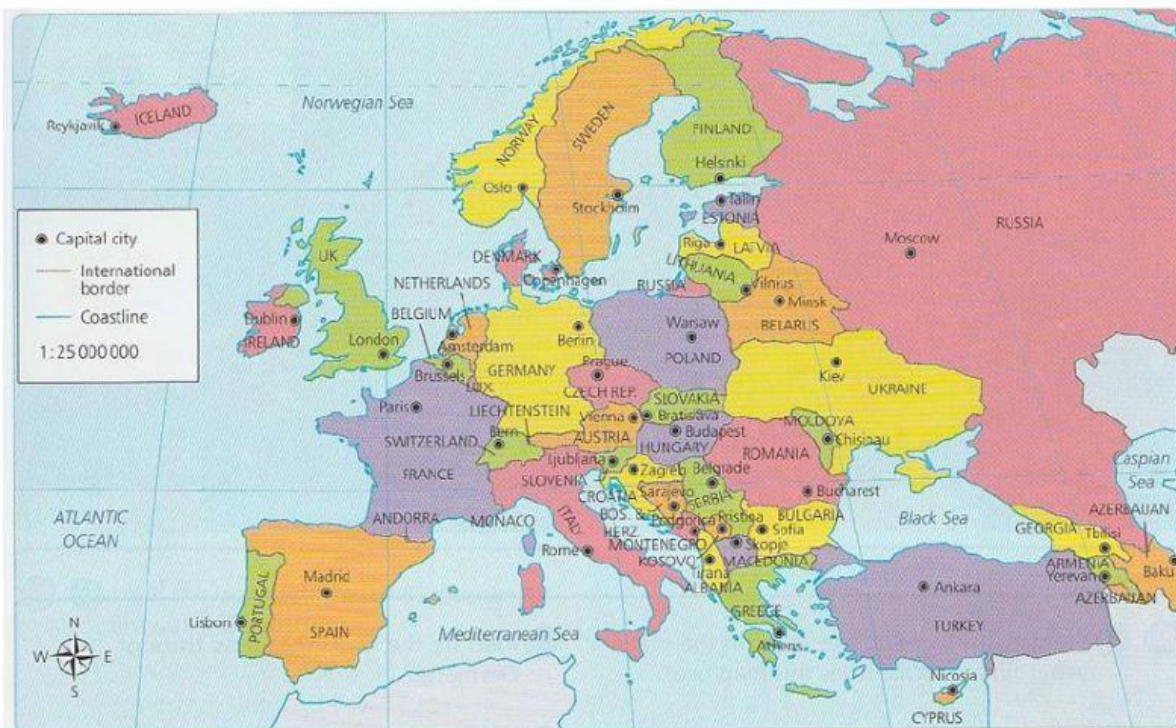 Norwegian Sea
ICELAND
Reykjavik
NORWAY
SWEDEN
FINLAND
Helsinki
Oslo
Stockholm
Tallin
ESTONIA
RUSSIA
Moscow
Capital city
International
border
Coastline
1:25 000 000
UK
DENMARK
Copenhagen
Riga
LATVIA
LITHUANIA
Vilnius
RUSSIA
Minsk
BELARUS
NETHERLANDS
BELGIUM
Dublin
IRELAND
London
Amsterdam
Berlin
Warsaw
POLAND
Brussels
LUX.
GERMANY
Prague
CZECH REP.
Kiev
UKRAINE
Paris
LIECHTENSTEIN
SLOVAKIA
Vienna
Bratislava
MOLDOVA
SWITZERLAND
Bern
AUSTRIA
Budapest
HUNGARY
Chisinau
FRANCE
Ljubljana
SLOVENIA
Zagreb
Belgrade
ROMANIA
Caspian
Sea
CROATIA
Sarajevo
SERBIA
Bucharest
AZERBAIJAN
ATLANTIC
OCEAN
ANDORRA
MONACO
ITALY
BOS. &
HERZ.
Podgorica
Pristina
BULGARIA
Sofia
Black Sea
GEORGIA
Tbilisi
Rome
MONTENEGRO
KOSOVO
Skopje
MACEDONIA
Tirana
ALBANIA
ARMENIA
Yerevan
Baku
AZERBAIJAN
Madrid
Ankara
Lisbon
PORTUGAL
SPAIN
GREECE
TURKEY
Mediterranean Sea
Athens
N
W
E
S
Nicosia
CYPRUS